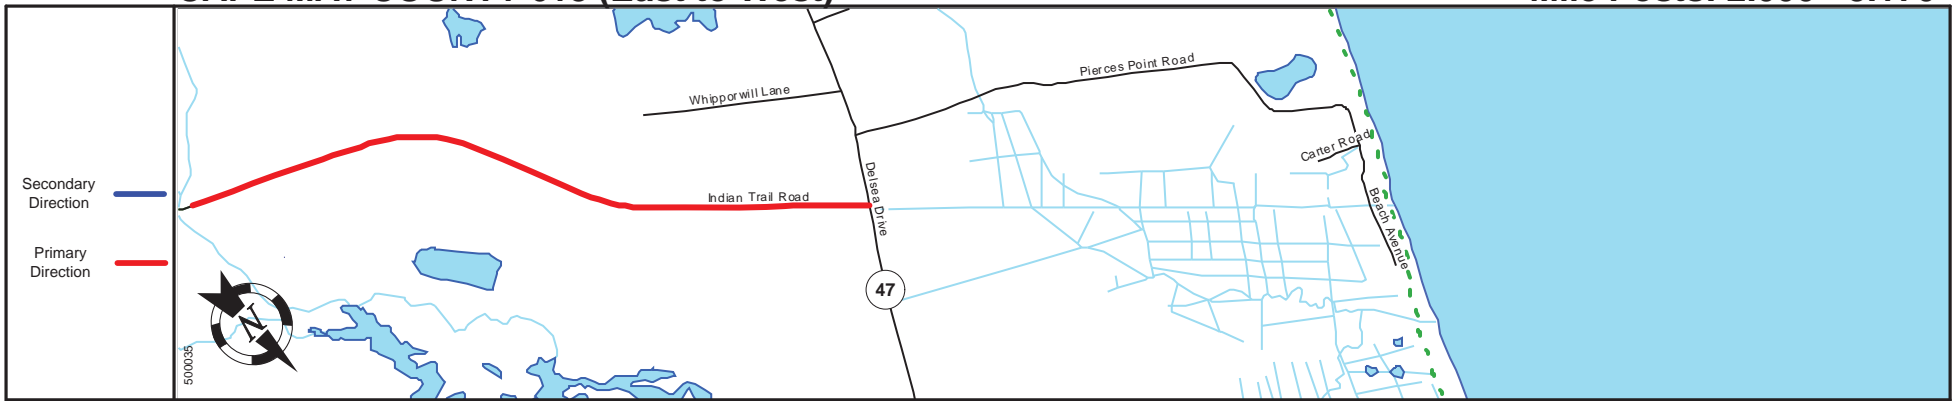 Secondary
Direction
Primary
Direction
500035
N
Whipporwill Lane
Pierces Point Road
Carter Road
Indian Trail Road
Delsea Drive
Beach Avenue
47